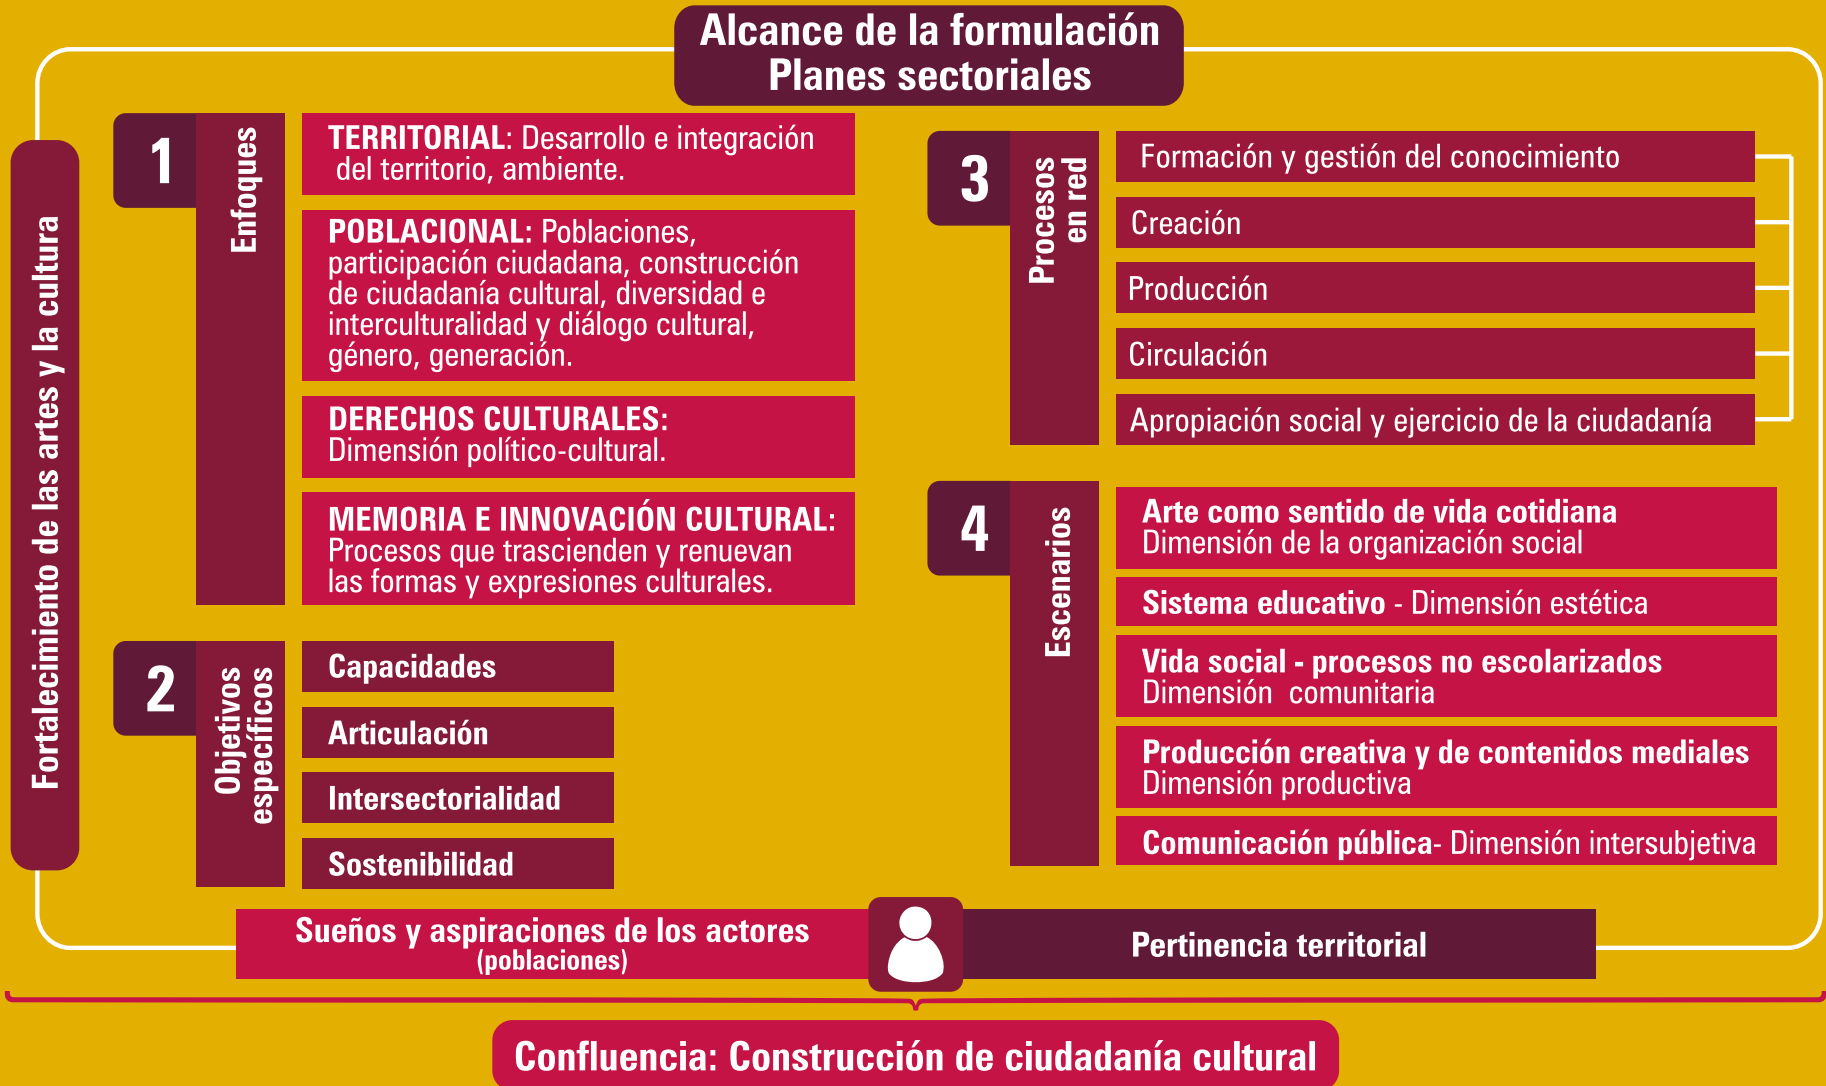 Alcance de la formulación
Planes sectoriales
Fortalecimiento de las artes y la cultura
1
Enfoques
TERRITORIAL: Desarrollo e integración
del territorio, ambiente.
POBLACIONAL: Poblaciones,
participación ciudadana, construcción
de ciudadanía cultural, diversidad e
interculturalidad y diálogo cultural,
género, generación.
DERECHOS CULTURALES:
Dimensión político-cultural.
MEMORIA E INNOVACIÓN CULTURAL:
Procesos que trascienden y renuevan
las formas y expresiones culturales.
2
Objetivos
específicos
Capacidades
Articulación
Intersectorialidad
Sostenibilidad
3
Procesos
en red
Formación y gestión del conocimiento
Creación
Producción
Circulación
Apropiación social y ejercicio de la ciudadanía
4
Escenarios
Arte como sentido de vida cotidiana
Dimensión de la organización social
Sistema educativo - Dimensión estética
Vida social - procesos no escolarizados
Dimensión comunitaria
Producción creativa y de contenidos mediales
Dimensión productiva
Comunicación pública- Dimensión intersubjetiva
Sueños y aspiraciones de los actores
(poblaciones)
Pertinencia territorial
Confluencia: Construcción de ciudadanía cultural